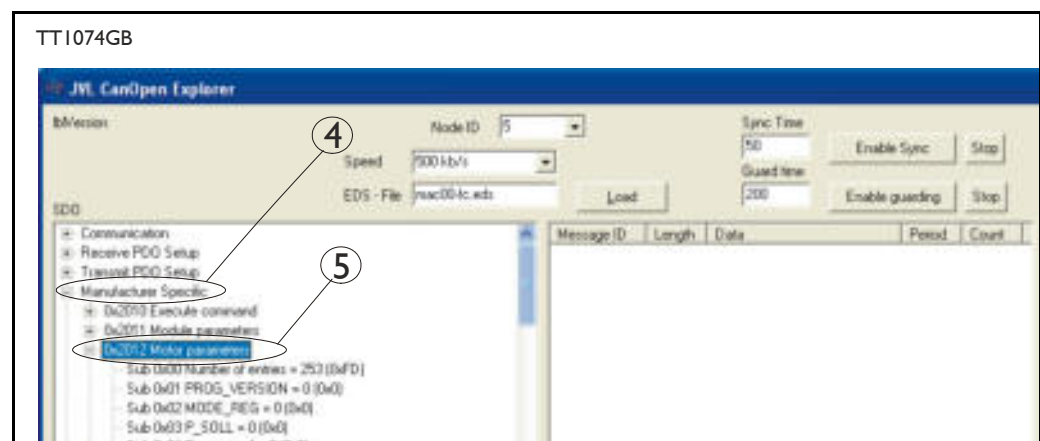 TT1074GB
JVL CanOpen Explorer
lbVersion
4
Node ID 5
Sync Time
50
Enable Sync Stop
Speed 500 kb/s
Guard time
EDS - File mac00-fc.eds Load 200 Enable guarding Stop
SDO
Communication
Message ID Length Data Period Count
Receive PDO Setup
Transmit PDO Setup
5
Manufacturer Specific
0x2010 Execute command
0x2011 Module parameters
0x2012 Motor parameters
Sub 0x00 Number of entries = 253 (0xFD)
Sub 0x01 PROG_VERSION = 0 (0x0)
Sub 0x02 MODE_REG = 0 (0x0)
Sub 0x03 P_SOLL = 0 (0x0)